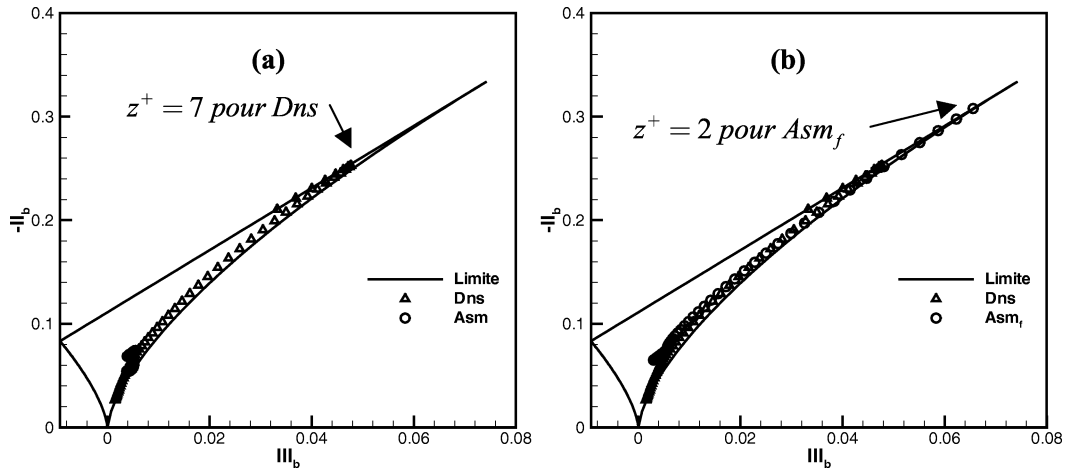 (a)
z⁺ = 7 pour Dns
0.4
0.3
0.2
0.1
0
-II_b
0
0.02
0.04
0.06
0.08
III_b
Limite
Dns
Asm
(b)
z⁺ = 2 pour Asm_f
0.4
0.3
0.2
0.1
0
-II_b
0
0.02
0.04
0.06
0.08
III_b
Limite
Dns
Asm_f